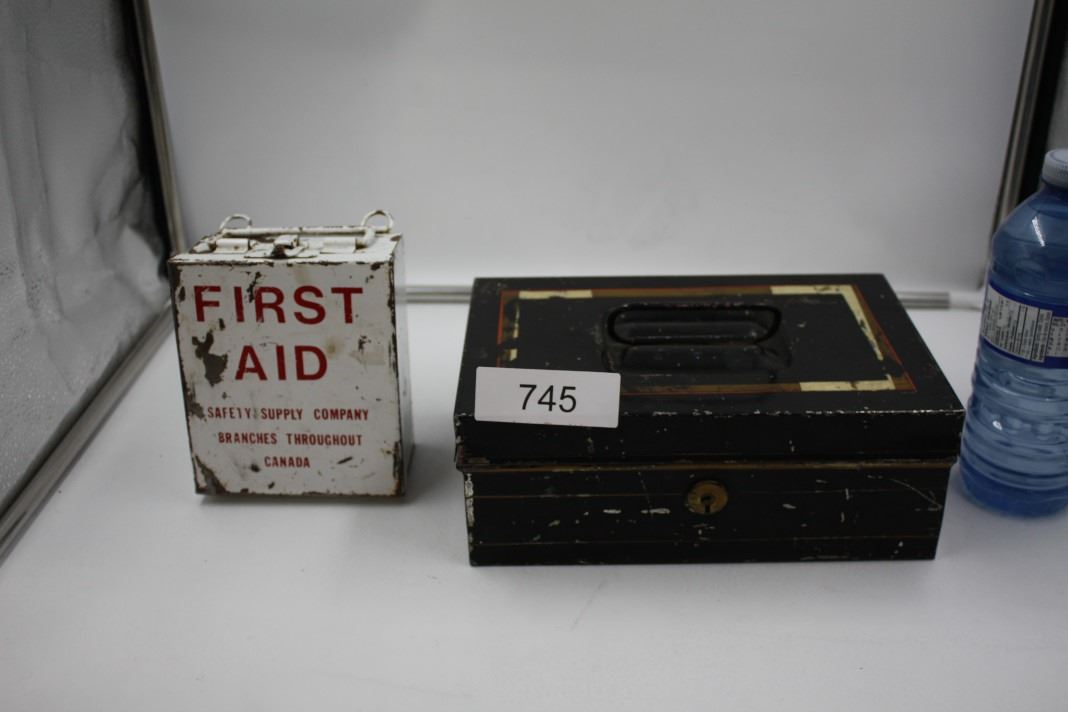 FIRST
AID
SAFETY SUPPLY COMPANY
BRANCHES THROUGHOUT
CANADA
745